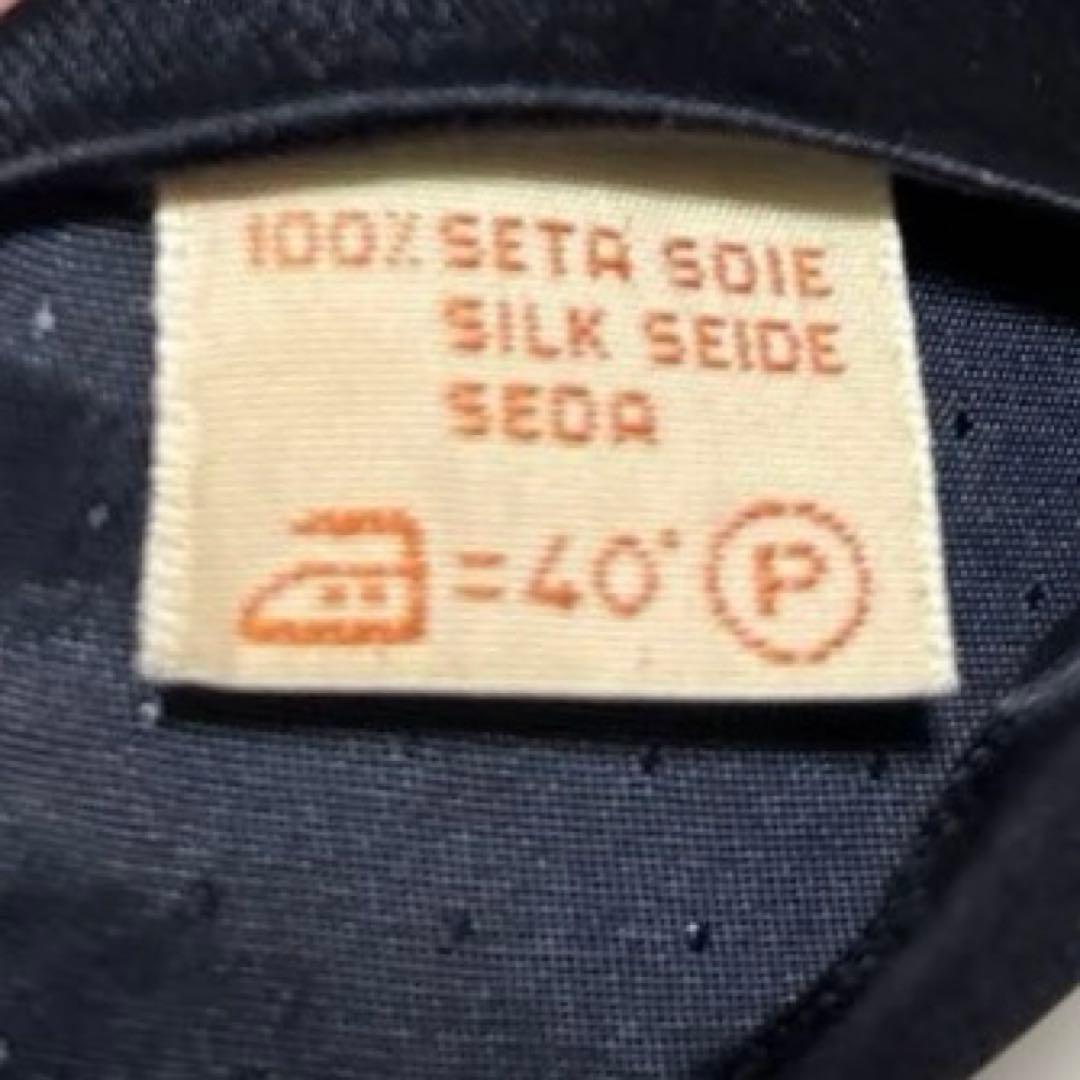 100% SETA SOIE
SILK SEIDE
SEDA
=40° P